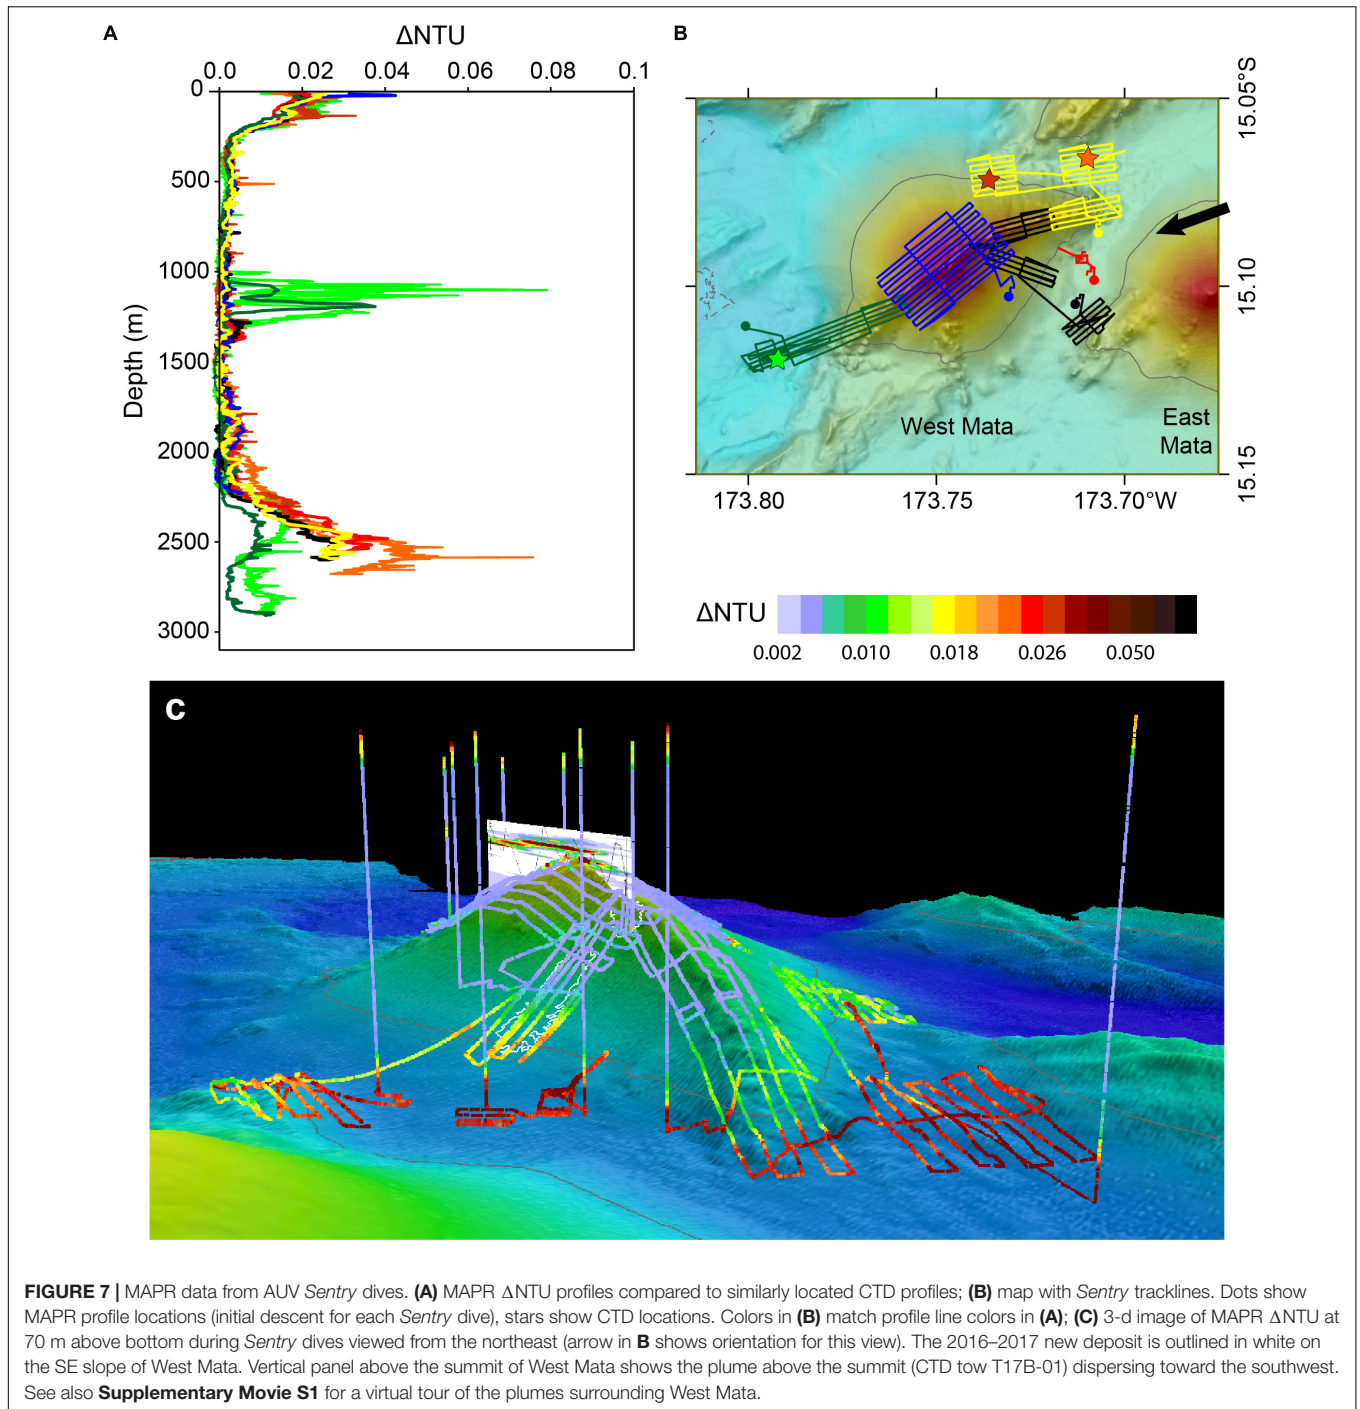 A
ΔNTU
0.0 0.02 0.04 0.06 0.08 0.1
0
500
1000
1500
2000
2500
3000
Depth (m)
B
15.05°S
15.10
15.15
West Mata
East
Mata
173.80 173.75 173.70°W
ΔNTU
0.002 0.010 0.018 0.026 0.050
C
FIGURE 7 | MAPR data from AUV Sentry dives. (A) MAPR ΔNTU profiles compared to similarly located CTD profiles; (B) map with Sentry tracklines. Dots show
MAPR profile locations (initial descent for each Sentry dive), stars show CTD locations. Colors in (B) match profile line colors in (A); (C) 3-d image of MAPR ΔNTU at
70 m above bottom during Sentry dives viewed from the northeast (arrow in B shows orientation for this view). The 2016–2017 new deposit is outlined in white on
the SE slope of West Mata. Vertical panel above the summit of West Mata shows the plume above the summit (CTD tow T17B-01) dispersing toward the southwest.
See also Supplementary Movie S1 for a virtual tour of the plumes surrounding West Mata.